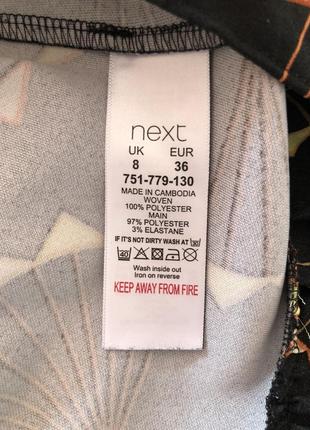 next
UK EUR
8 36
751-779-130
MADE IN CAMBODIA
WOVEN
100% POLYESTER
MAIN
97% POLYESTER
3% ELASTANE
IF IT'S NOT DIRTY WASH AT 30
40
Wash inside out
Iron on reverse
KEEP AWAY FROM FIRE